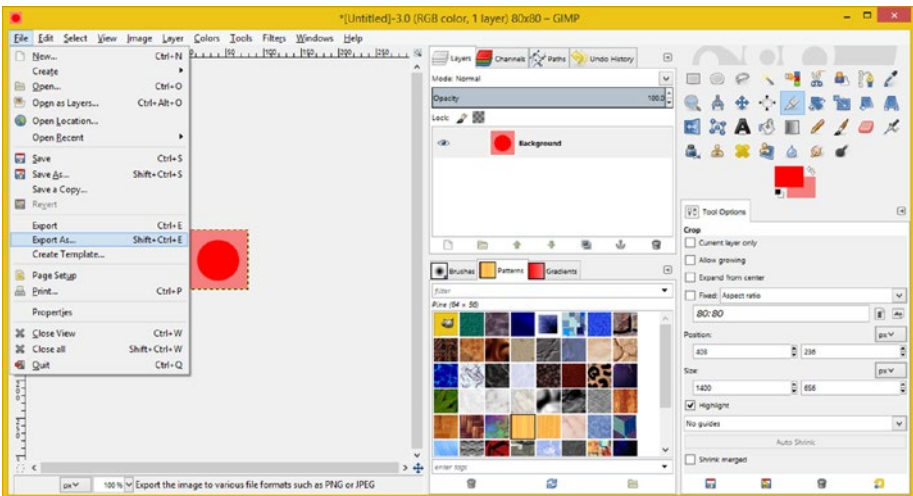 *[Untitled]-3.0 (RGB color, 1 layer) 80x80 – GIMP
File Edit Select View Image Layer Colors Tools Filters Windows Help
New... Ctrl+N
Create
Open... Ctrl+O
Open as Layers... Ctrl+Alt+O
Open Location...
Open Recent
Save Ctrl+S
Save As... Shift+Ctrl+S
Save a Copy...
Revert
Export Ctrl+E
Export As... Shift+Ctrl+E
Create Template...
Page Setup
Print... Ctrl+P
Properties
Close View Ctrl+W
Close all Shift+Ctrl+W
Quit Ctrl+Q
px 100 % Export the image to various file formats such as PNG or JPEG
Layers Channels Paths Undo History
Mode: Normal
Opacity 100.0
Lock:
Background
Brushes Patterns Gradients
filter
Pine (64 × 56)
enter tags
Tool Options
Crop
Current layer only
Allow growing
Expand from center
Fixed: Aspect ratio
80:80
Position: px
408 236
Size px
1400 656
Highlight
No guides
Auto Shrink
Shrink merged